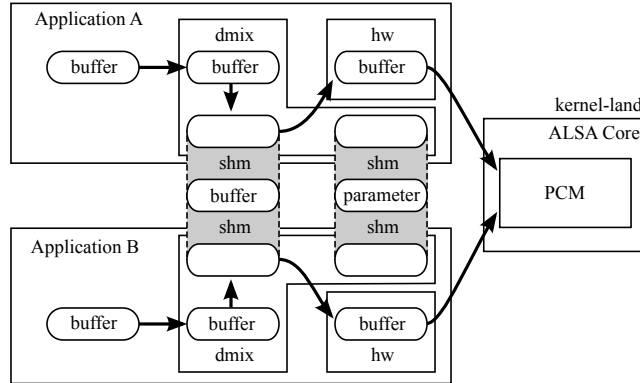 Application A
dmix
hw
buffer
buffer
buffer
kernel-land
ALSA Core
shm
shm
buffer
parameter
PCM
shm
shm
Application B
buffer
buffer
buffer
dmix
hw